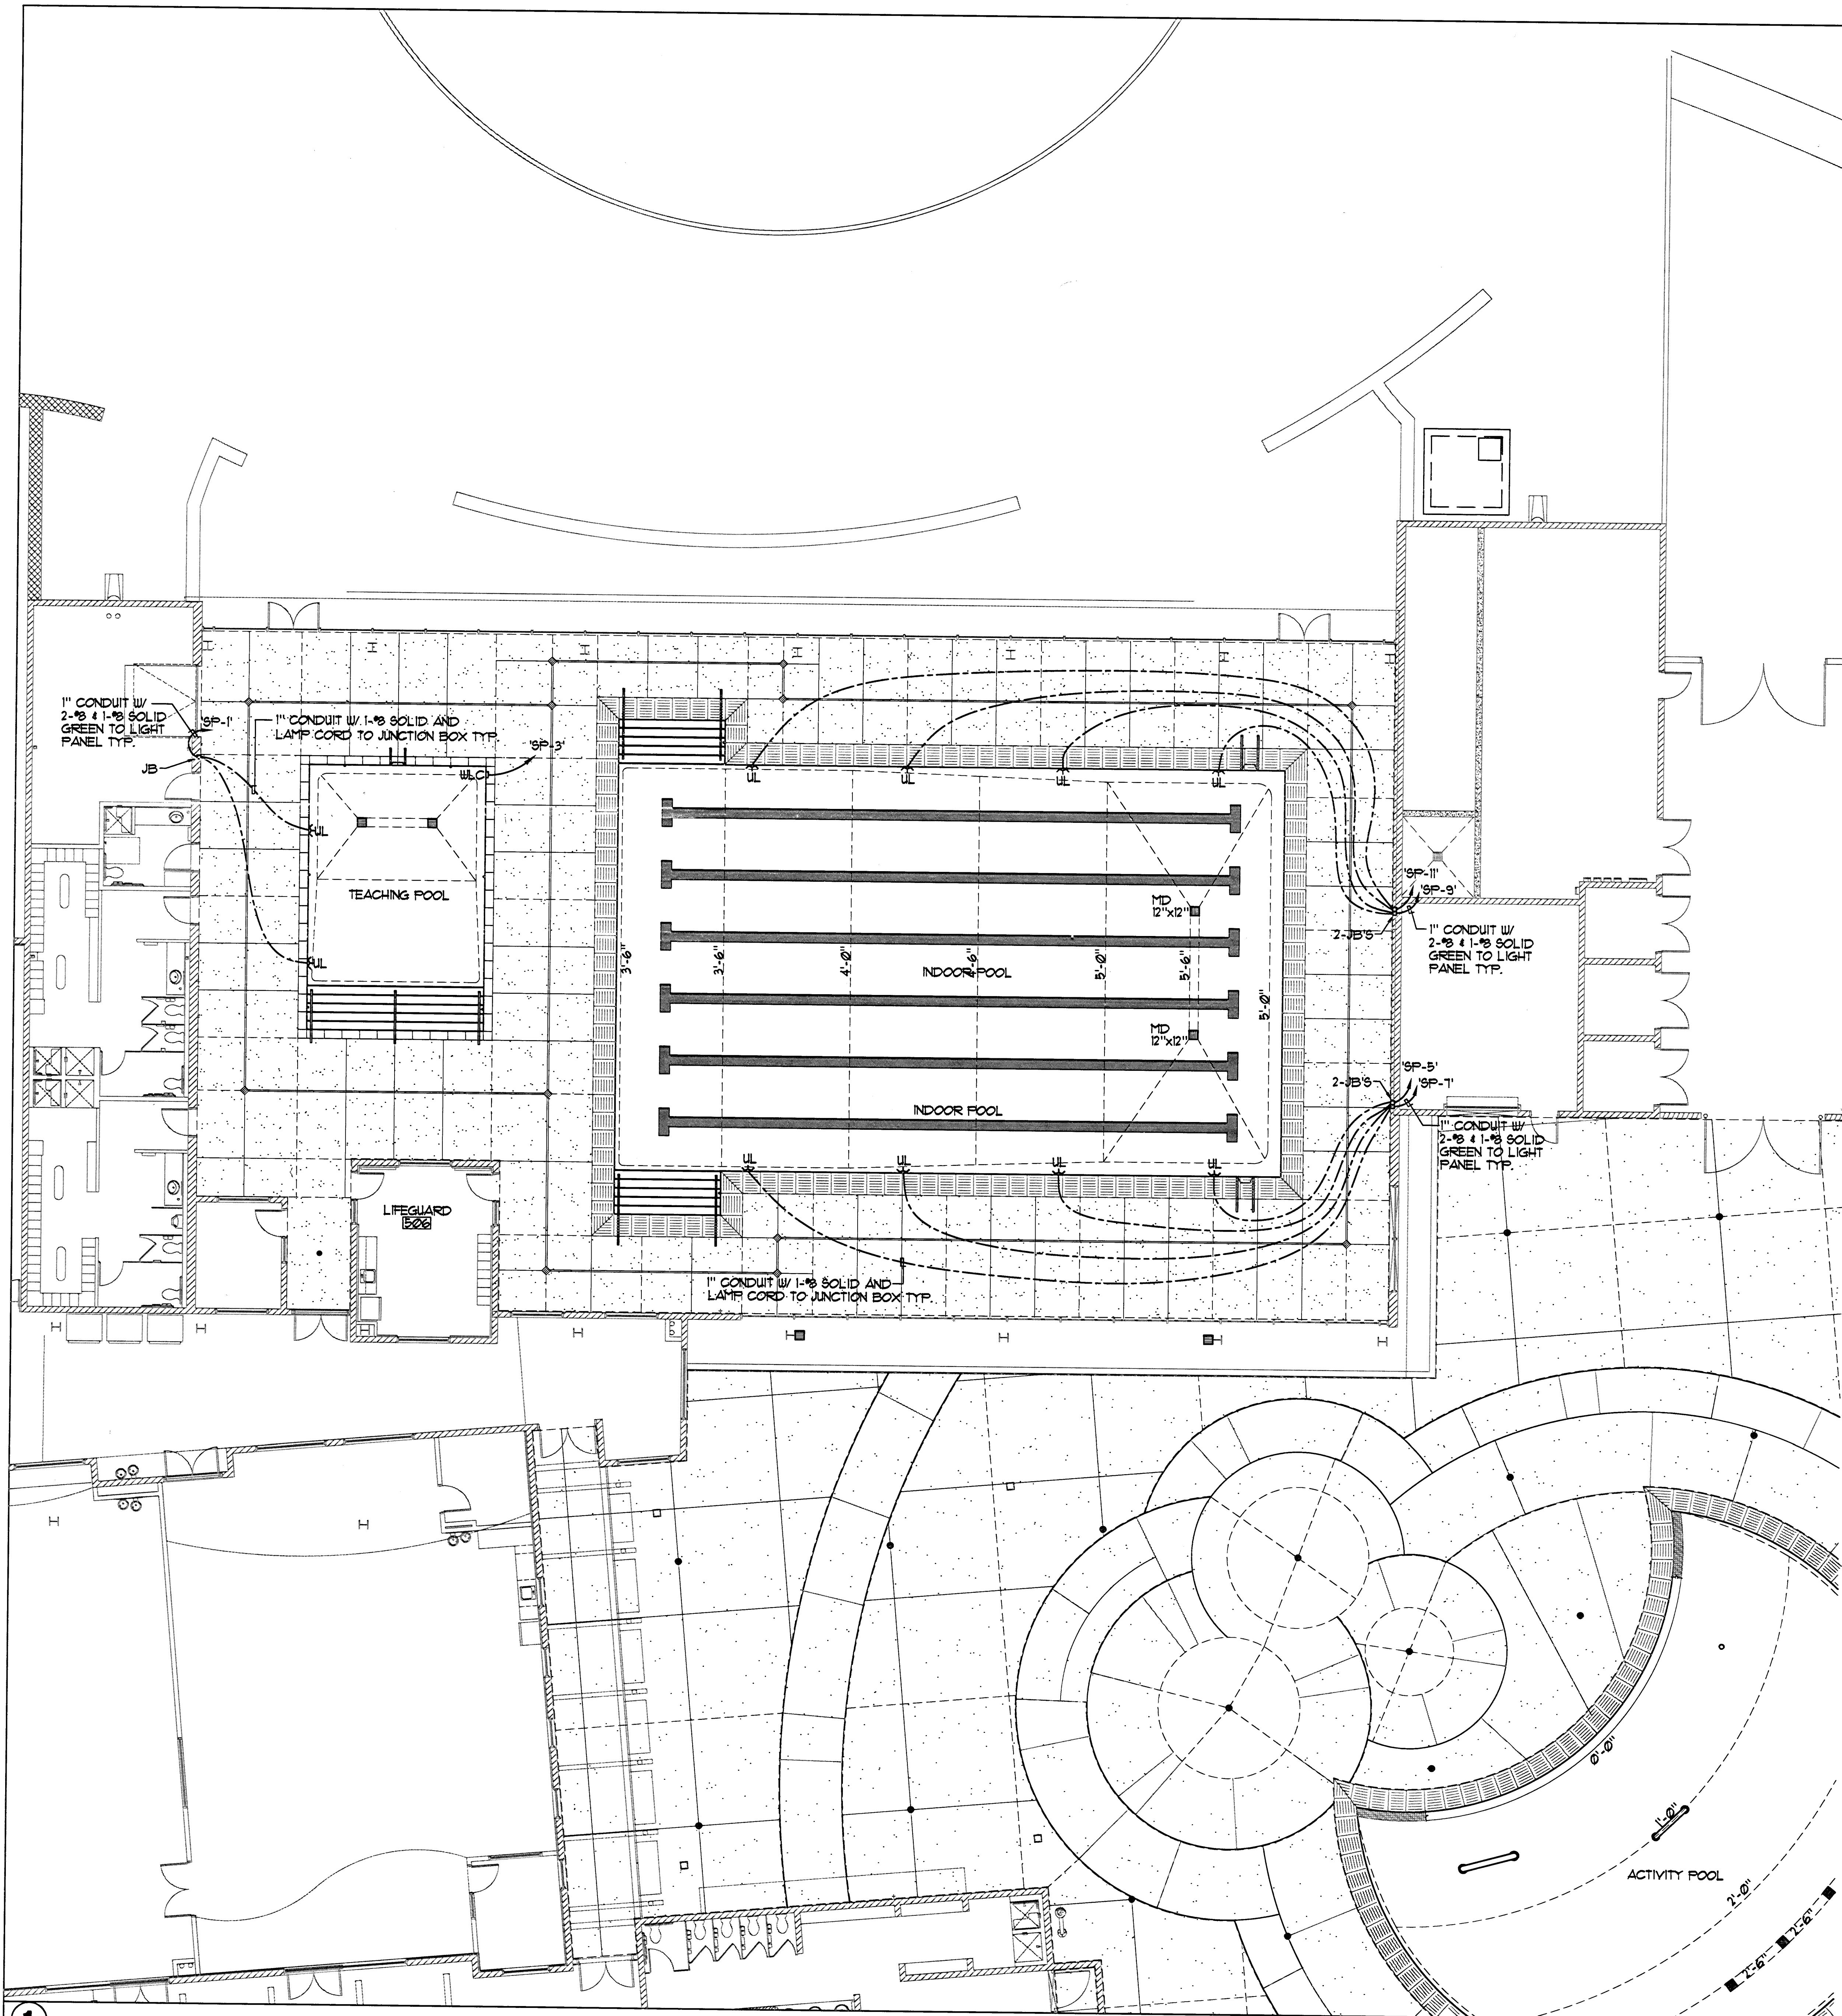 1" CONDUIT W/
2-#8 & 1-#8 SOLID
GREEN TO LIGHT
PANEL TYP.
'SP-1'
JB
1" CONDUIT W/ 1-#8 SOLID AND
LAMP CORD TO JUNCTION BOX TYP.
'SP-3'
WLC
UL
UL
TEACHING POOL
UL
UL
UL
UL
3'-6"
3'-6"
4'-0"
4'-6"
5'-0"
5'-6"
5'-0"
MD
12"x12"
INDOOR POOL
MD
12"x12"
INDOOR POOL
'SP-11'
'SP-9'
2-JB'S
1" CONDUIT W/
2-#8 & 1-#8 SOLID
GREEN TO LIGHT
PANEL TYP.
'SP-5'
'SP-7'
2-JB'S
1" CONDUIT W/
2-#8 & 1-#8 SOLID
GREEN TO LIGHT
PANEL TYP.
UL
UL
UL
UL
LIFEGUARD
506
1" CONDUIT W/ 1-#8 SOLID AND
LAMP CORD TO JUNCTION BOX TYP.
0'-0"
1'-0"
ACTIVITY POOL
2'-0"
2'-6"
2'-6"